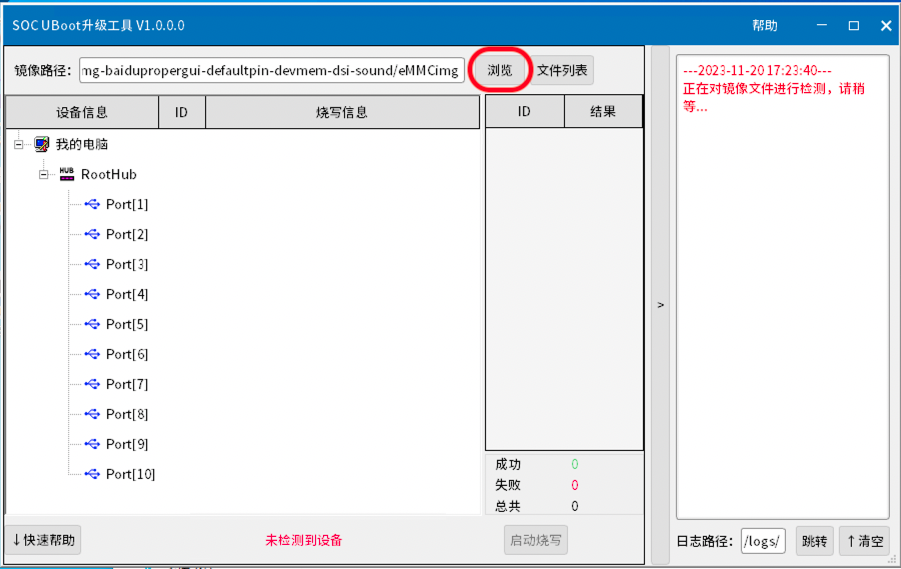 SOC UBoot升级工具 V1.0.0.0 帮助
镜像路径： mg-baidupropergui-defaultpin-devmem-dsi-sound/eMMCimg 浏览 文件列表
设备信息 ID 烧写信息 ID 结果
---2023-11-20 17:23:40---
正在对镜像文件进行检测，请稍
等...
我的电脑
HUB RootHub
Port[1]
Port[2]
Port[3]
Port[4]
Port[5]
Port[6]
Port[7]
Port[8]
Port[9]
Port[10]
>
成功 0
失败 0
总共 0
↓快速帮助 未检测到设备 启动烧写 日志路径： /logs/ 跳转 ↑清空